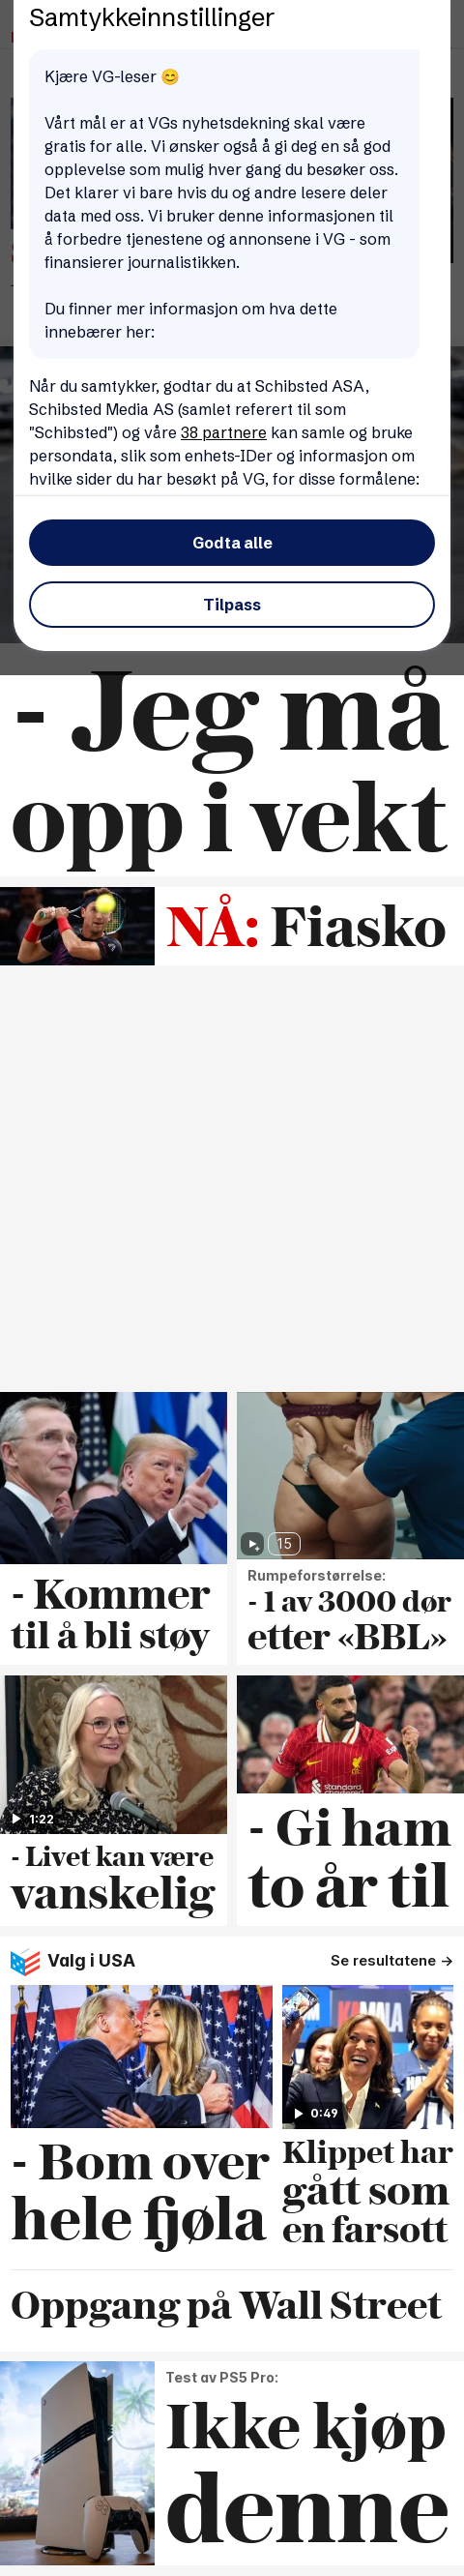 Samtykkeinnstillinger
Kjære VG-leser 😊
Vårt mål er at VGs nyhetsdekning skal være
gratis for alle. Vi ønsker også å gi deg en så god
opplevelse som mulig hver gang du besøker oss.
Det klarer vi bare hvis du og andre lesere deler
data med oss. Vi bruker denne informasjonen til
å forbedre tjenestene og annonsene i VG - som
finansierer journalistikken.
Du finner mer informasjon om hva dette
innebærer her:
Når du samtykker, godtar du at Schibsted ASA,
Schibsted Media AS (samlet referert til som
"Schibsted") og våre 38 partnere kan samle og bruke
persondata, slik som enhets-IDer og informasjon om
hvilke sider du har besøkt på VG, for disse formålene:
Godta alle
Tilpass
- Jeg må
opp i vekt
NÅ: Fiasko
- Kommer
til å bli støy
15
Rumpeforstørrelse:
- 1 av 3000 dør
etter «BBL»
1:22
- Livet kan være
vanskelig
- Gi ham
to år til
Valg i USA
Se resultatene →
- Bom over
hele fjøla
0:49
Klippet har
gått som
en farsott
Oppgang på Wall Street
Test av PS5 Pro:
Ikke kjøp
denne